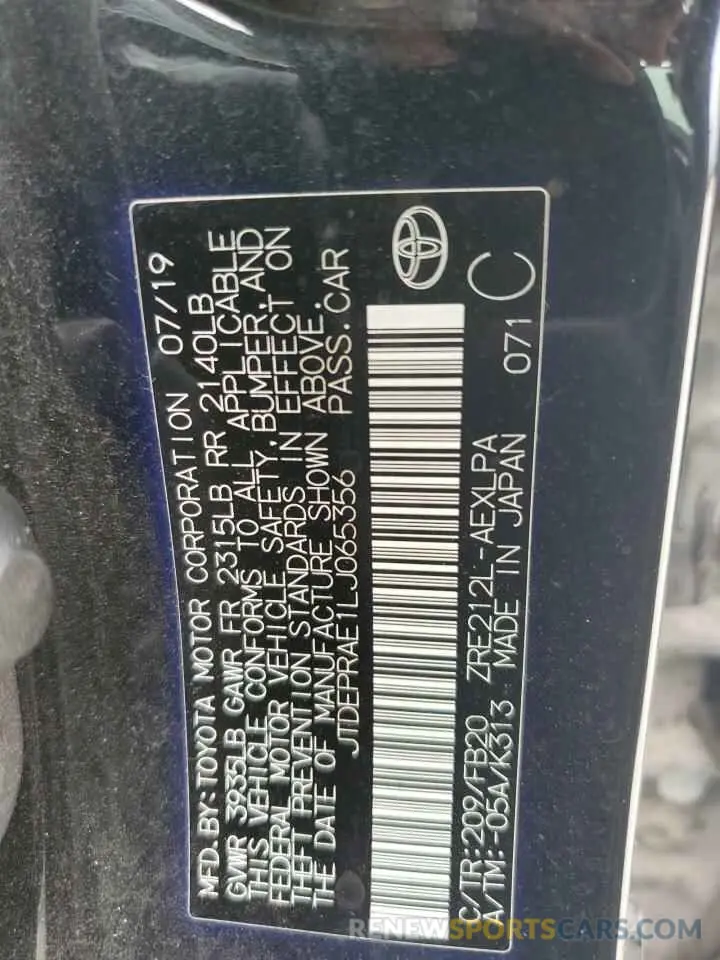 MFD BY:TOYOTA MOTOR CORPORATION 07/19
GVWR 3935LB GAWR FR 2315LB RR 2140LB
THIS VEHICLE CONFORMS TO ALL APPLICABLE
FEDERAL MOTOR VEHICLE SAFETY,BUMPER,AND
THEFT PREVENTION STANDARDS IN EFFECT ON
THE DATE OF MANUFACTURE SHOWN ABOVE.
JTDEPRAE1LJ065356 PASS.CAR
C/TR:209/FB20 ZRE212L-AEXLPA
A/TM:-05A/K313 MADE IN JAPAN 071
C
RENEWSPORTSCARS.COM